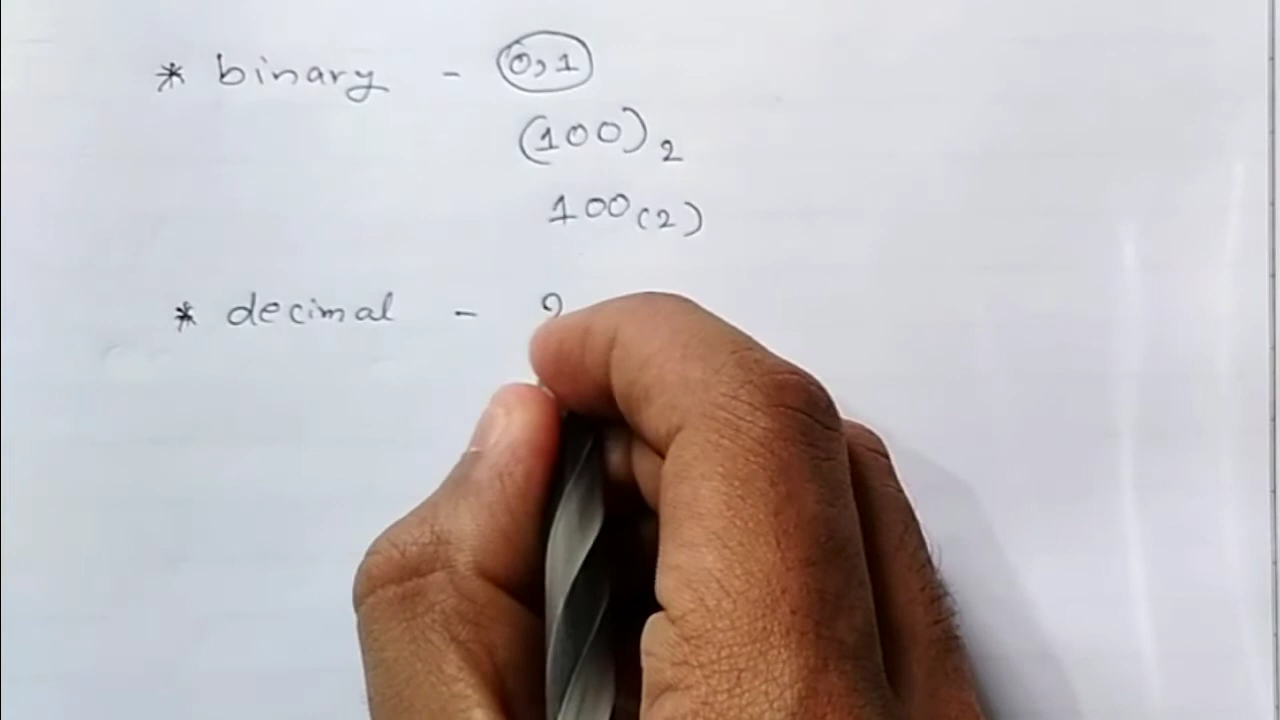 * binary - 0,1
(100)₂
100(2)
* decimal -